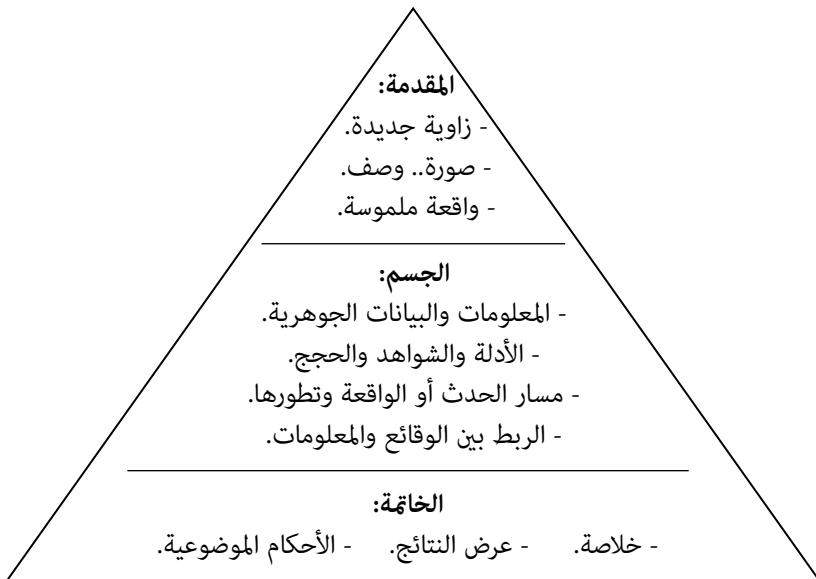 المقدمة:
- زاوية جديدة.
- صورة.. وصف.
- واقعة ملموسة.
الجسم:
- المعلومات والبيانات الجوهرية.
- الأدلة والشواهد والحجج.
- مسار الحدث أو الواقعة وتطورها.
- الربط بين الوقائع والمعلومات.
الخاتمة:
- خلاصة. - عرض النتائج. - الأحكام الموضوعية.